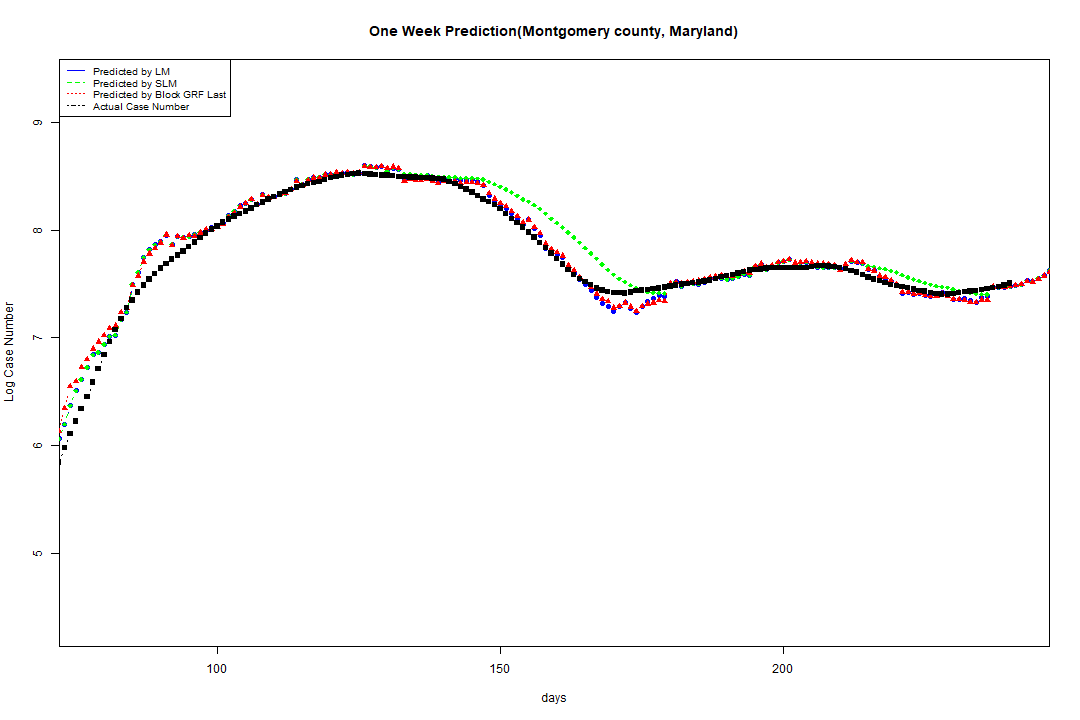 One Week Prediction(Montgomery county, Maryland)
Predicted by LM
Predicted by SLM
Predicted by Block GRF Last
Actual Case Number
9
8
7
6
5
Log Case Number
100 150 200
days